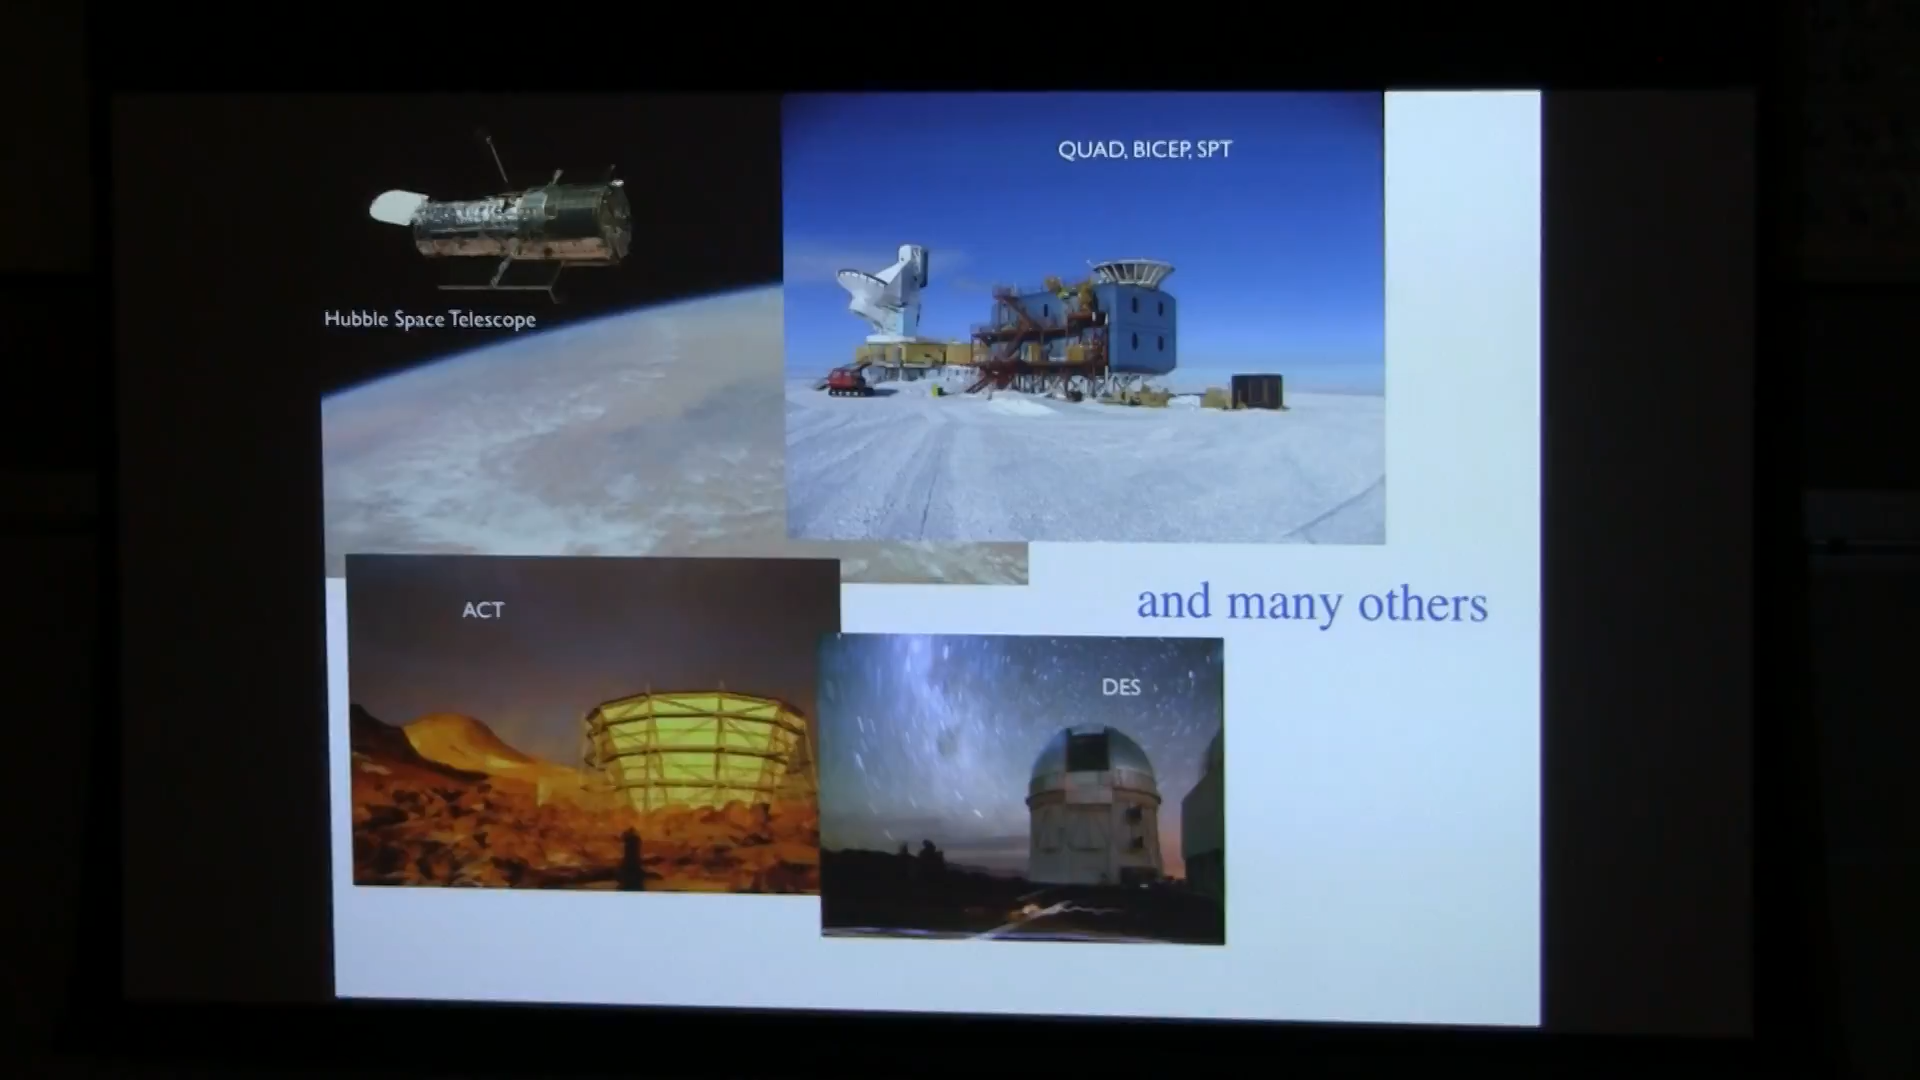 QUAD, BICEP, SPT
Hubble Space Telescope
and many others
ACT
DES